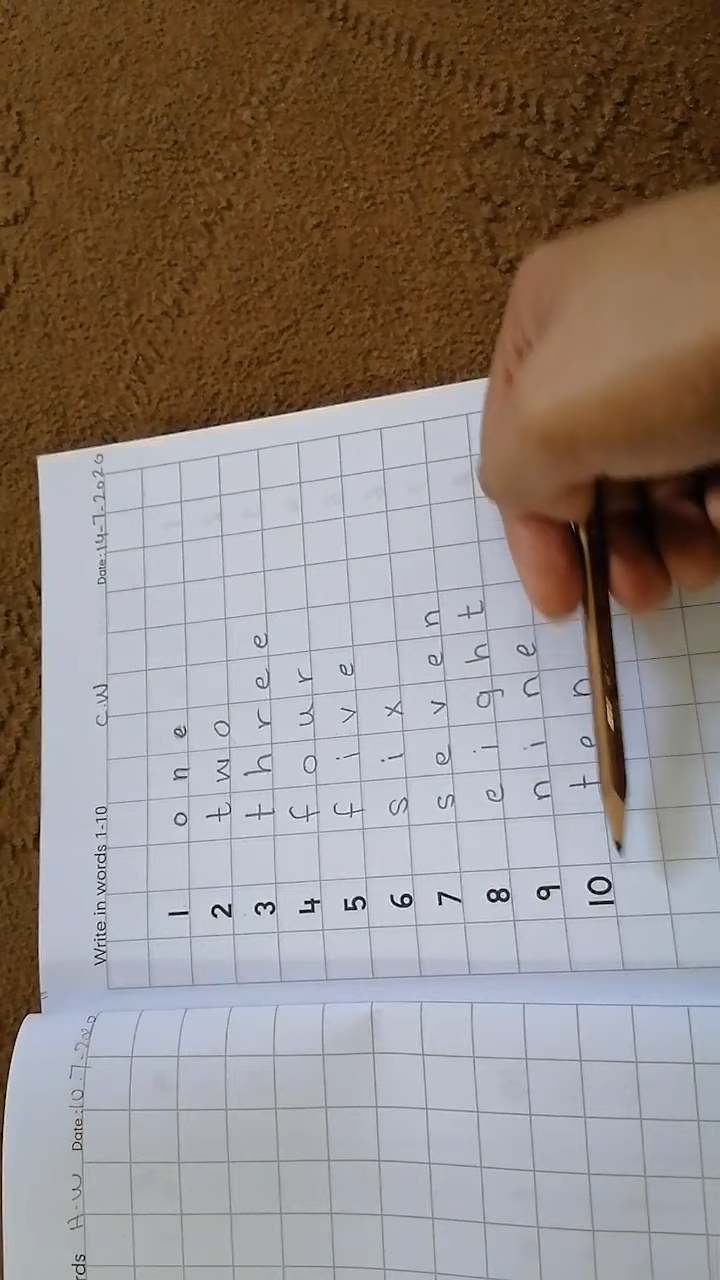 Write in words 1-10 C.W Date: 14-7-2020
1 one
2 two
3 three
4 four
5 five
6 six
7 seven
8 eight
9 nine
10 ten
rds H.W Date: 10.7-2020